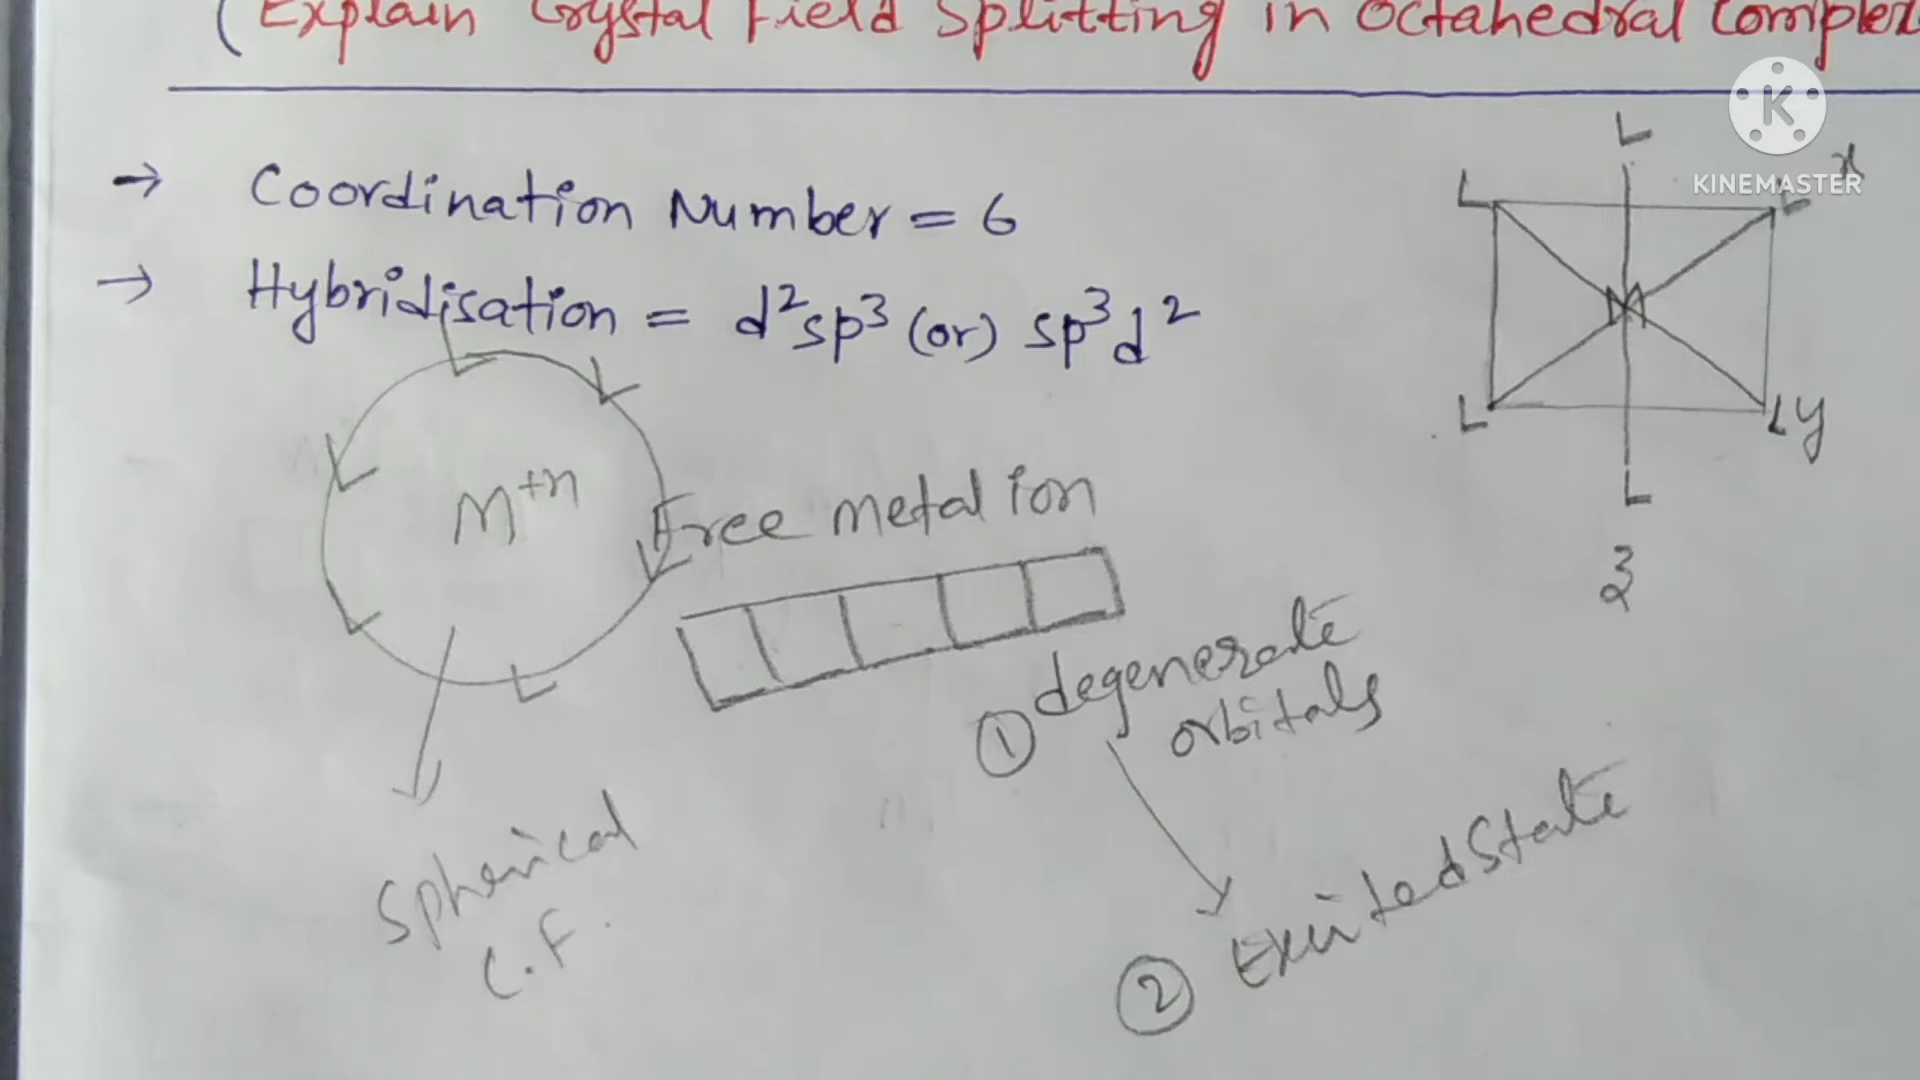 (Explain Crystal Field Splitting in Octahedral Complex
KINEMASTER
→ Coordination Number = 6
→ Hybridisation = d²sp³ (or) sp³d²
L
L L x
M
L L y
L
z
L L
L
M⁺ⁿ
L
L
L
Free metal ion
① degenerate
orbitals
② Exited State
Spherical
C.F.